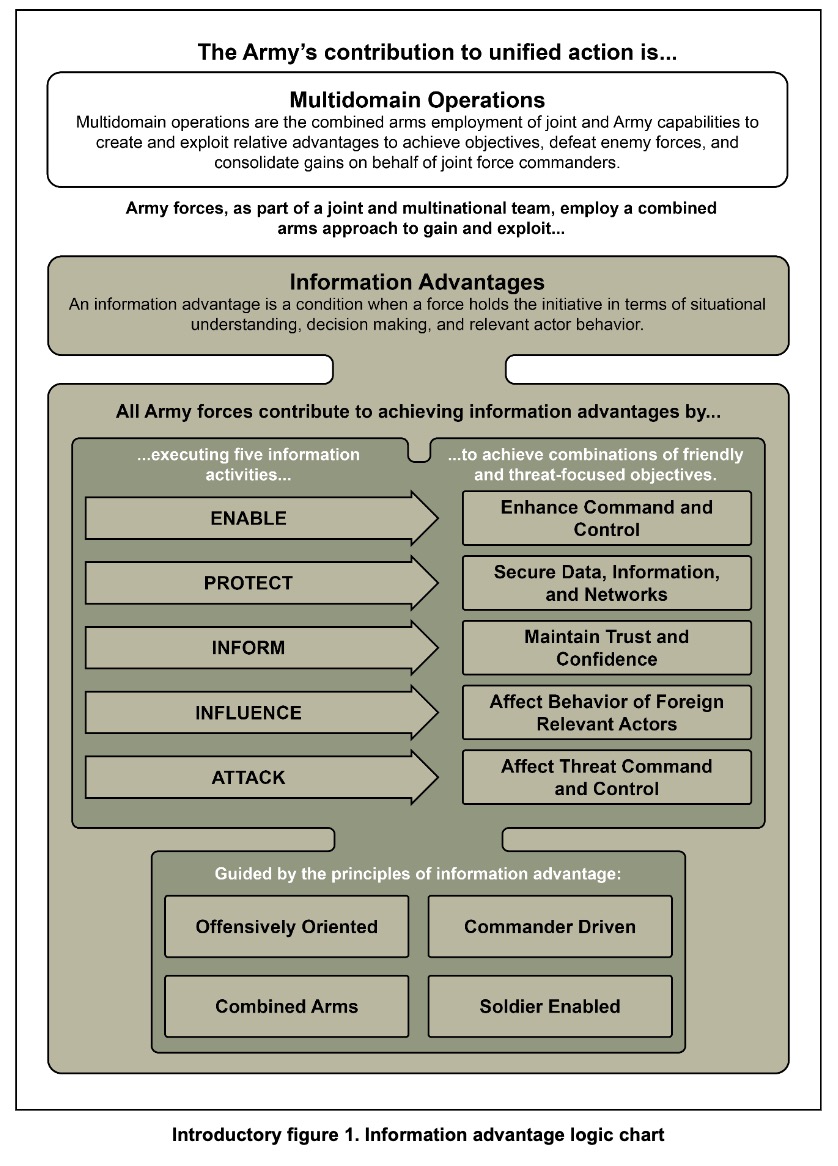 The Army’s contribution to unified action is...
Multidomain Operations
Multidomain operations are the combined arms employment of joint and Army capabilities to
create and exploit relative advantages to achieve objectives, defeat enemy forces, and
consolidate gains on behalf of joint force commanders.
Army forces, as part of a joint and multinational team, employ a combined
arms approach to gain and exploit...
Information Advantages
An information advantage is a condition when a force holds the initiative in terms of situational
understanding, decision making, and relevant actor behavior.
All Army forces contribute to achieving information advantages by...
...executing five information
activities...
...to achieve combinations of friendly
and threat-focused objectives.
ENABLE
Enhance Command and
Control
PROTECT
Secure Data, Information,
and Networks
INFORM
Maintain Trust and
Confidence
INFLUENCE
Affect Behavior of Foreign
Relevant Actors
ATTACK
Affect Threat Command
and Control
Guided by the principles of information advantage:
Offensively Oriented
Commander Driven
Combined Arms
Soldier Enabled
Introductory figure 1. Information advantage logic chart